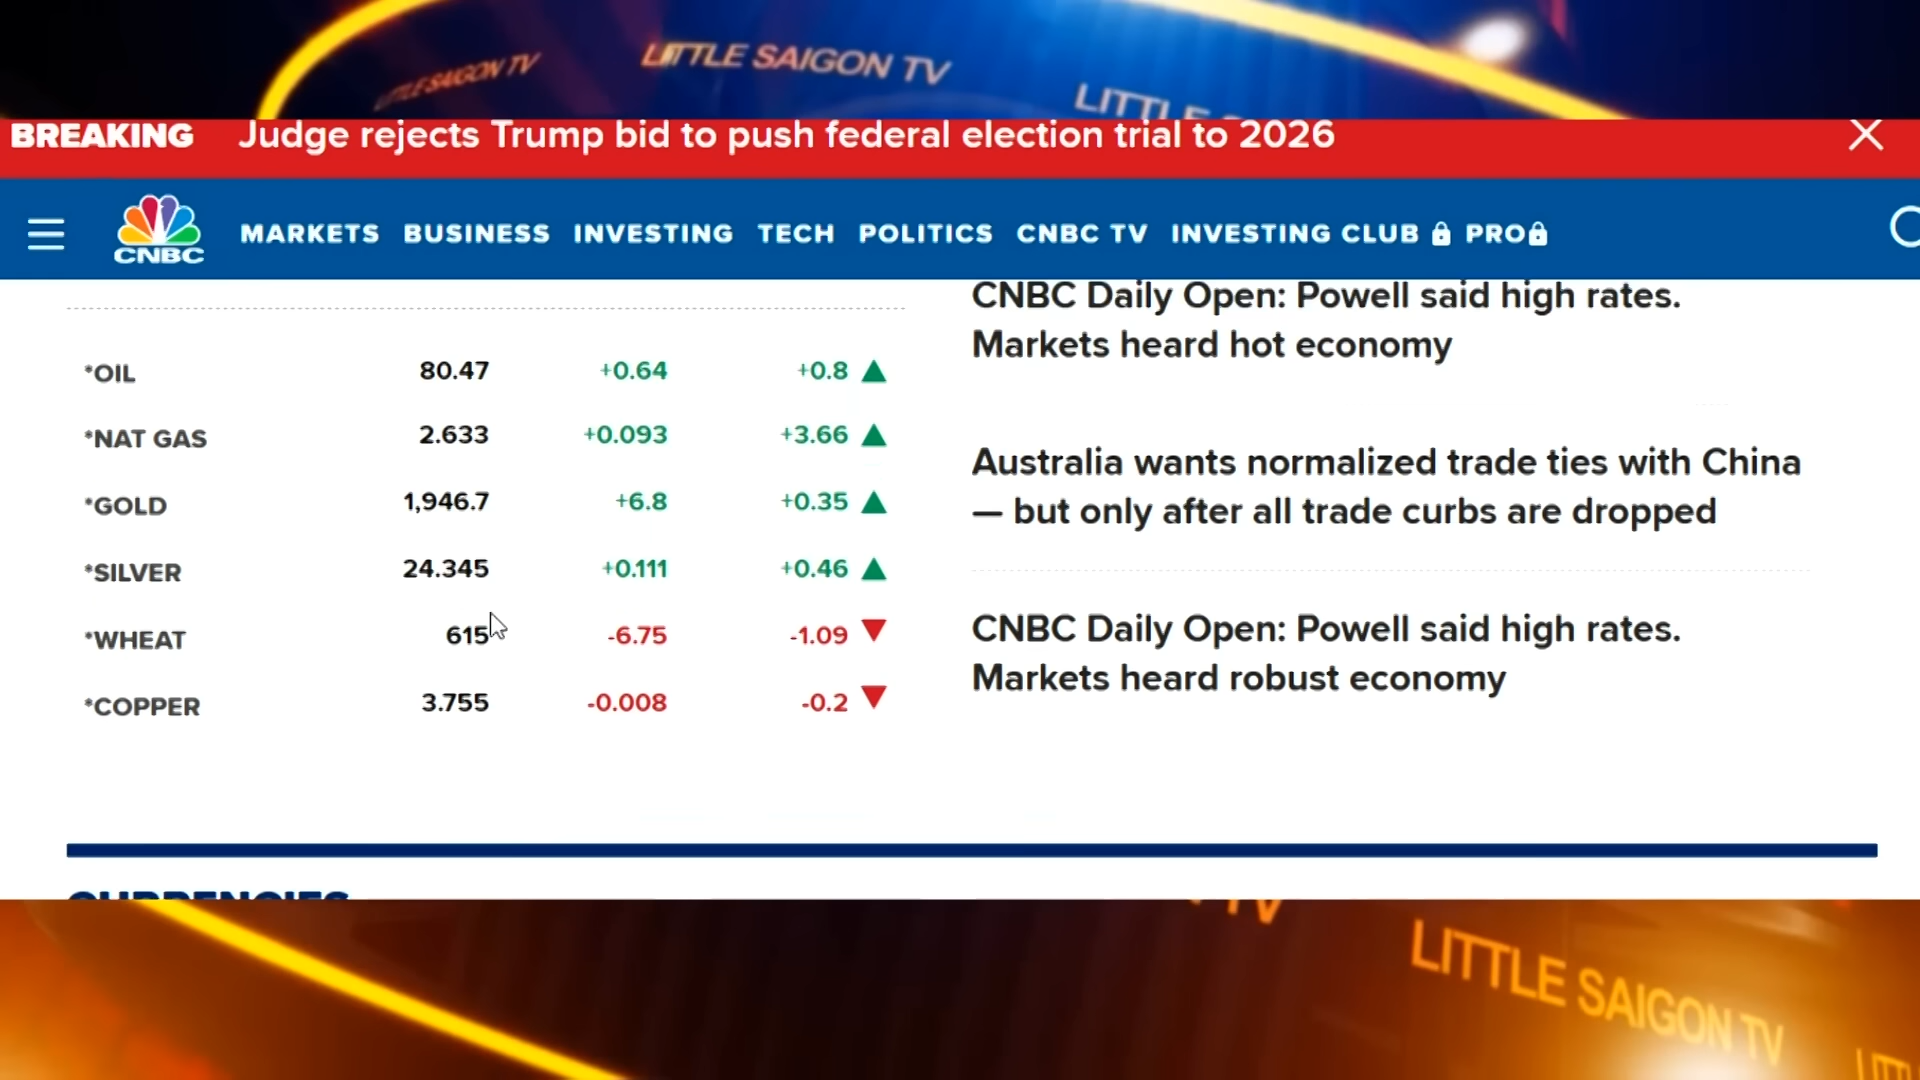 LITTLE SAIGON TV
LITTLE SAIGON TV
LITTLE
BREAKING Judge rejects Trump bid to push federal election trial to 2026
CNBC
MARKETS BUSINESS INVESTING TECH POLITICS CNBC TV INVESTING CLUB PRO
CNBC Daily Open: Powell said high rates.
Markets heard hot economy
*OIL 80.47 +0.64 +0.8
*NAT GAS 2.633 +0.093 +3.66
*GOLD 1,946.7 +6.8 +0.35
*SILVER 24.345 +0.111 +0.46
*WHEAT 615 -6.75 -1.09
*COPPER 3.755 -0.008 -0.2
Australia wants normalized trade ties with China
— but only after all trade curbs are dropped
CNBC Daily Open: Powell said high rates.
Markets heard robust economy
CURRENCIES
TV
LITTLE SAIGON TV